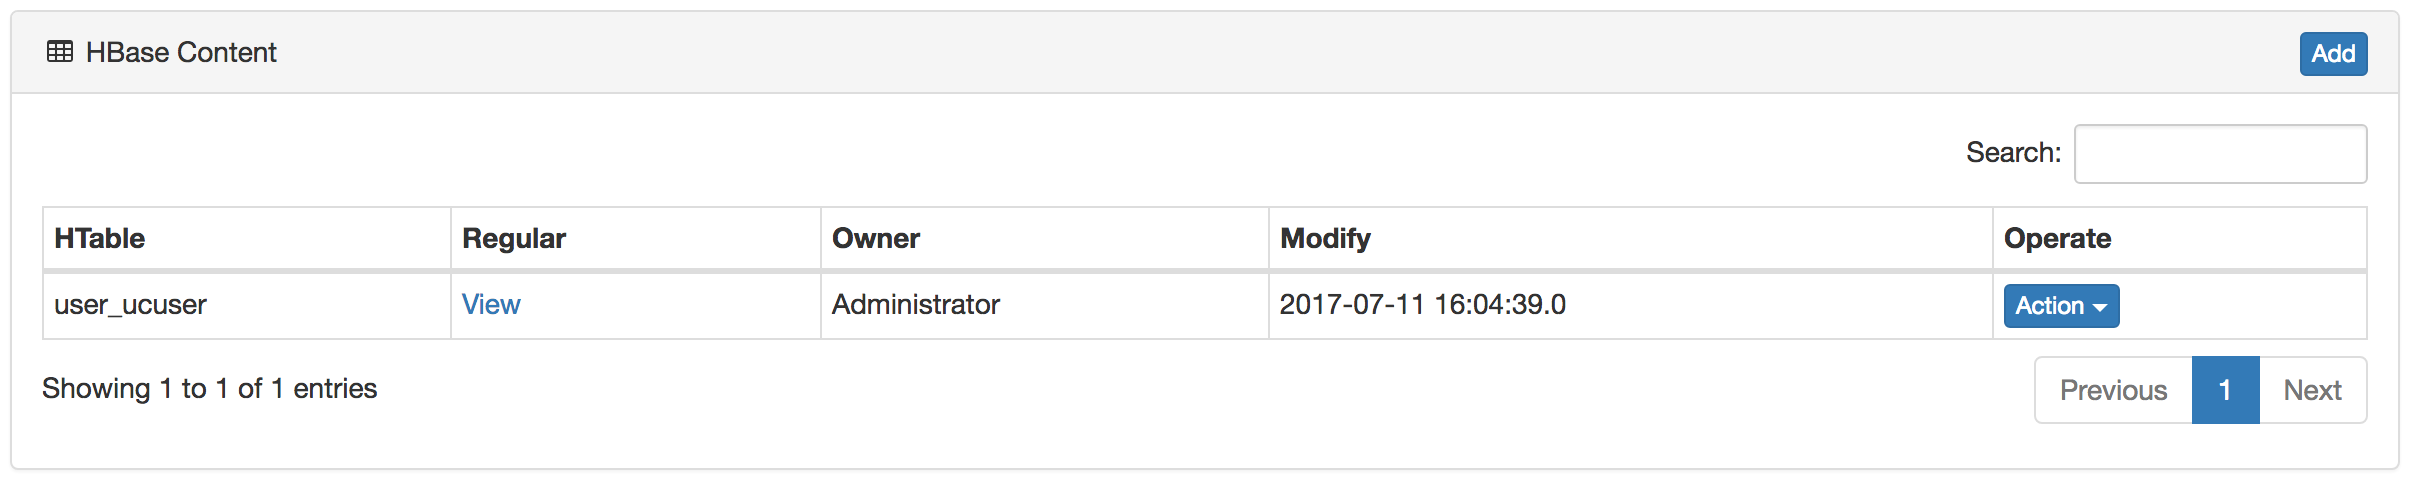 HBase Content
Add
Search:
HTable Regular Owner Modify Operate
user_ucuser View Administrator 2017-07-11 16:04:39.0 Action
Showing 1 to 1 of 1 entries
Previous 1 Next